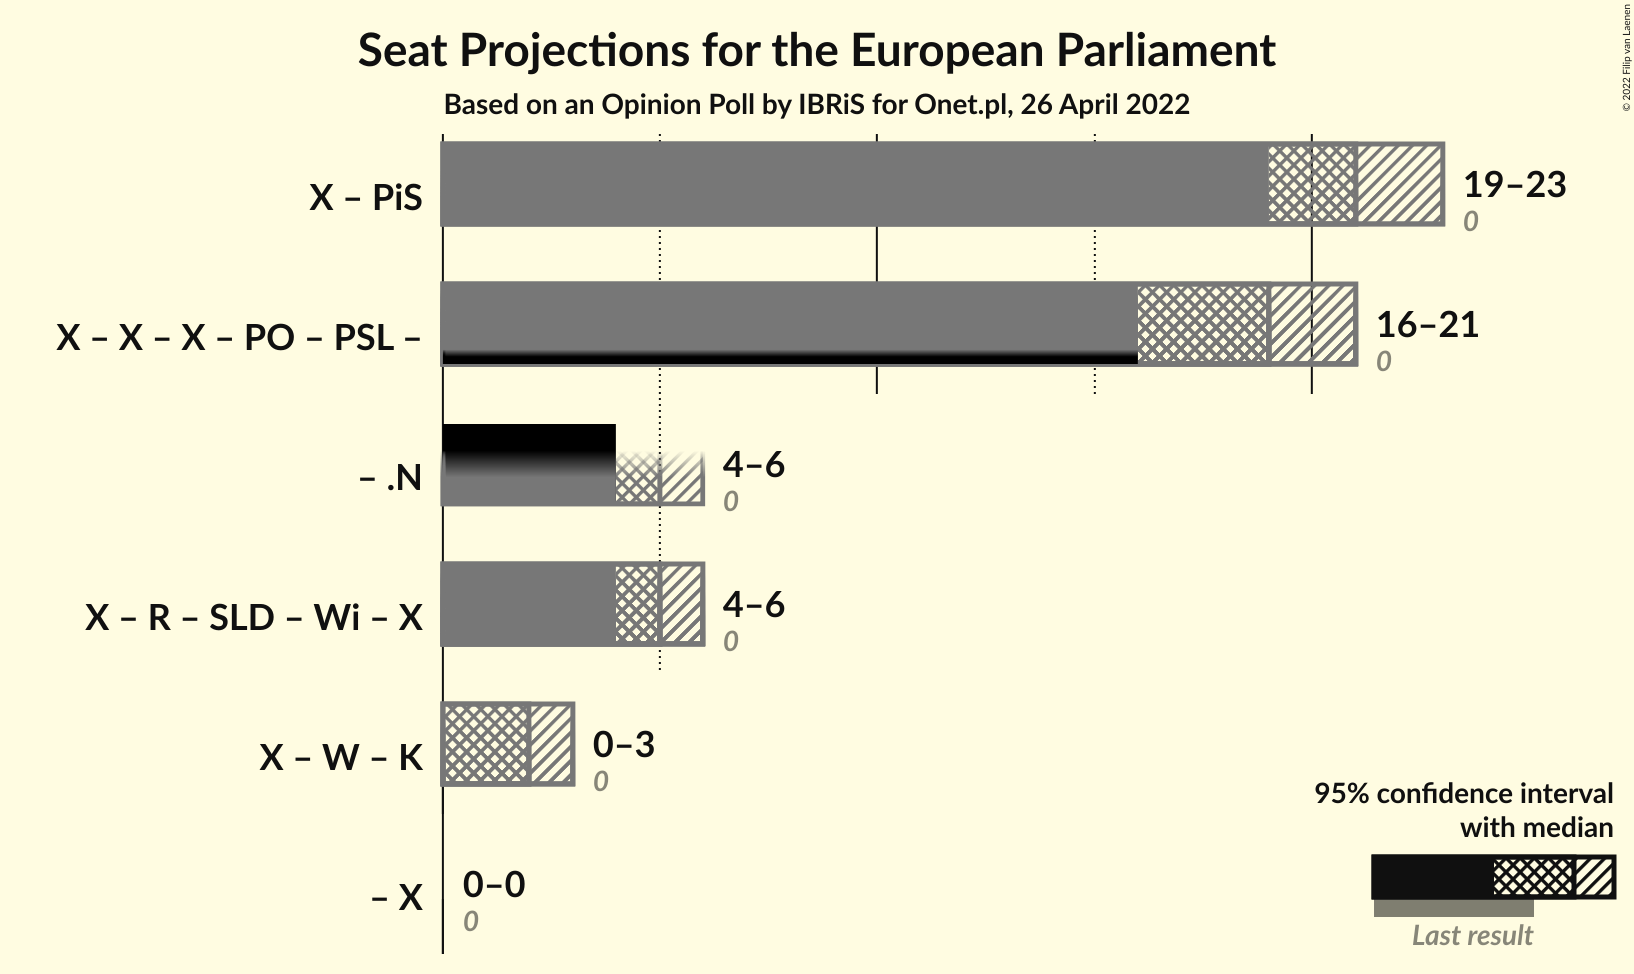 Seat Projections for the European Parliament
Based on an Opinion Poll by IBRiS for Onet.pl, 26 April 2022
© 2022 Filip van Laenen
X – PiS
19–23
0
X – X – X – PO – PSL –
16–21
0
– .N
4–6
0
X – R – SLD – Wi – X
4–6
0
X – W – K
0–3
0
– X
0–0
0
95% confidence interval
with median
Last result